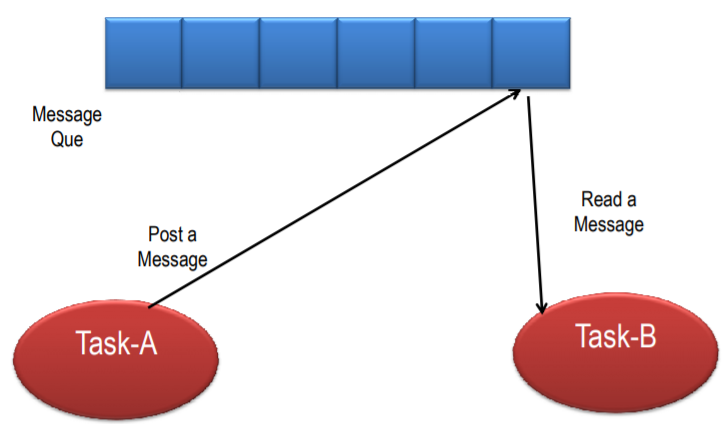 Message
Que
Post a
Message
Read a
Message
Task-A
Task-B